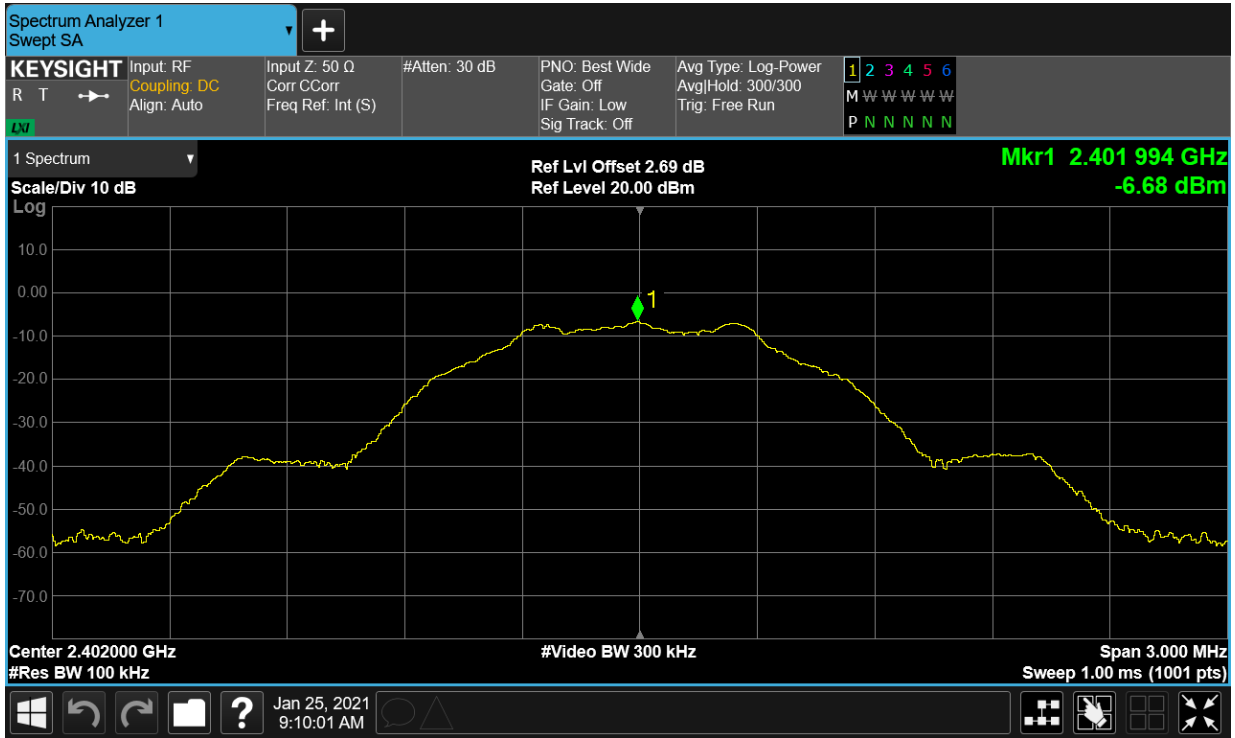 Spectrum Analyzer 1
Swept SA
KEYSIGHT
R T
LXI
Input: RF
Coupling: DC
Align: Auto
Input Z: 50 Ω
Corr CCorr
Freq Ref: Int (S)
#Atten: 30 dB
PNO: Best Wide
Gate: Off
IF Gain: Low
Sig Track: Off
Avg Type: Log-Power
Avg|Hold: 300/300
Trig: Free Run
1 2 3 4 5 6
M W W W W W
P N N N N N
1 Spectrum
Scale/Div 10 dB
Ref Lvl Offset 2.69 dB
Ref Level 20.00 dBm
Mkr1 2.401 994 GHz
-6.68 dBm
Log
10.0
0.00
-10.0
-20.0
-30.0
-40.0
-50.0
-60.0
-70.0
1
Center 2.402000 GHz
#Res BW 100 kHz
#Video BW 300 kHz
Span 3.000 MHz
Sweep 1.00 ms (1001 pts)
?
Jan 25, 2021
9:10:01 AM